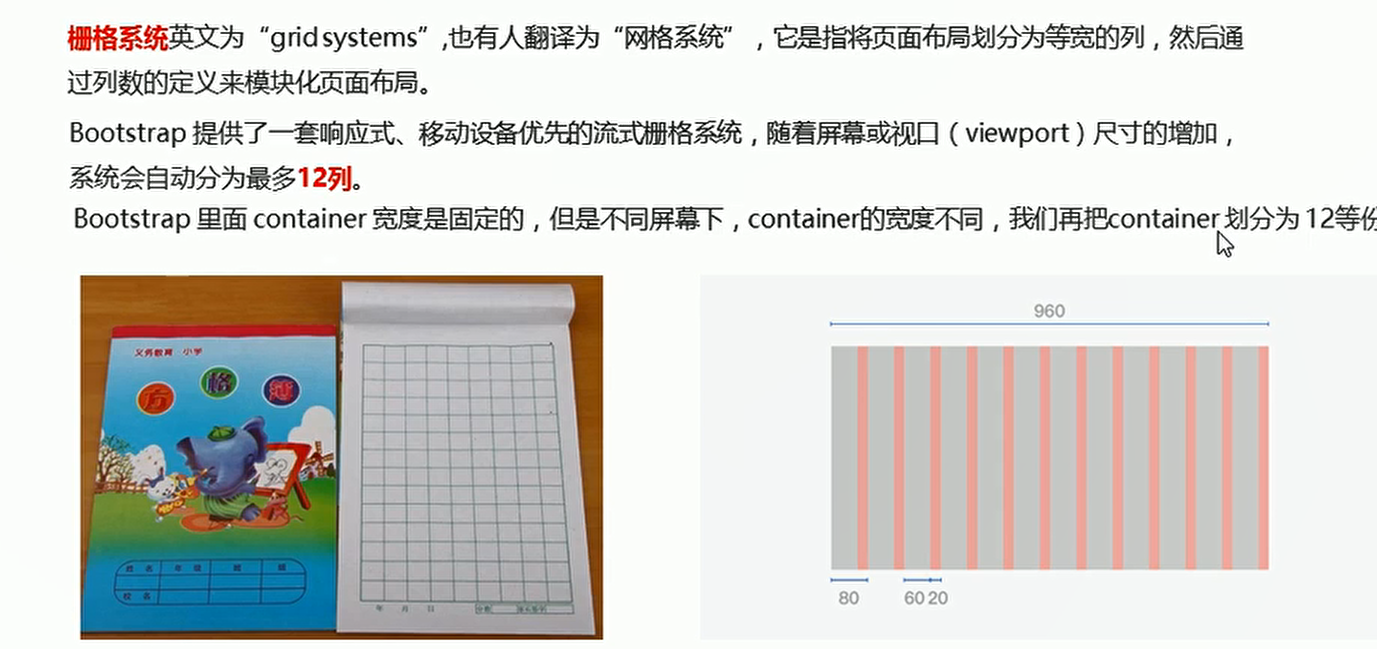 栅格系统英文为“grid systems”,也有人翻译为“网格系统”，它是指将页面布局划分为等宽的列，然后通
过列数的定义来模块化页面布局。
Bootstrap 提供了一套响应式、移动设备优先的流式栅格系统，随着屏幕或视口（viewport）尺寸的增加，
系统会自动分为最多12列。
Bootstrap 里面 container 宽度是固定的，但是不同屏幕下，container的宽度不同，我们再把container 划分为 12等份
义务教育 小学
方格簿
姓 名 年 级 班 级
校 名
年 月 日
960
80 60 20